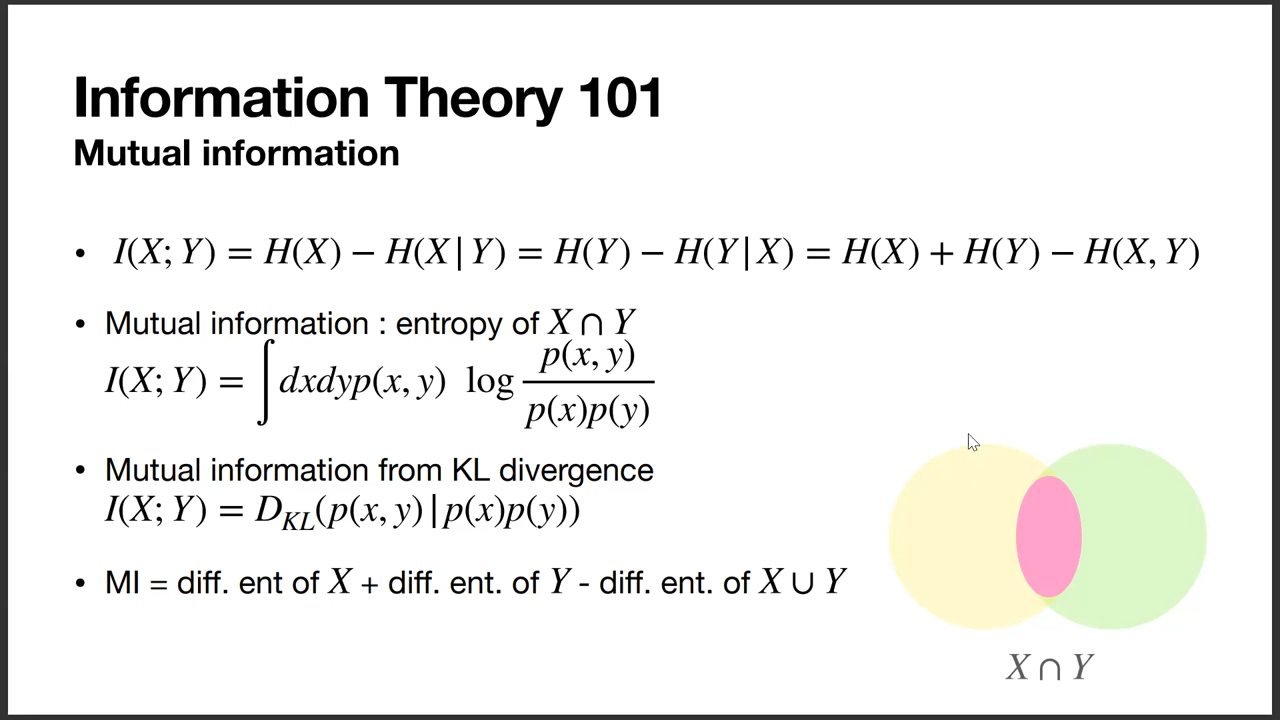 Information Theory 101
Mutual information
• I(X; Y) = H(X) − H(X | Y) = H(Y) − H(Y | X) = H(X) + H(Y) − H(X, Y)
• Mutual information : entropy of X ∩ Y
I(X; Y) = ∫ dxdyp(x, y) log p(x, y) / p(x)p(y)
• Mutual information from KL divergence
I(X; Y) = D_KL(p(x, y) | p(x)p(y))
• MI = diff. ent of X + diff. ent. of Y - diff. ent. of X ∪ Y
X ∩ Y